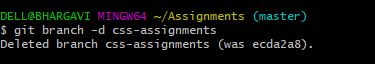 DELL@BHARGAVI MINGW64 ~/Assignments (master)
$ git branch -d css-assignments
Deleted branch css-assignments (was ecda2a8).